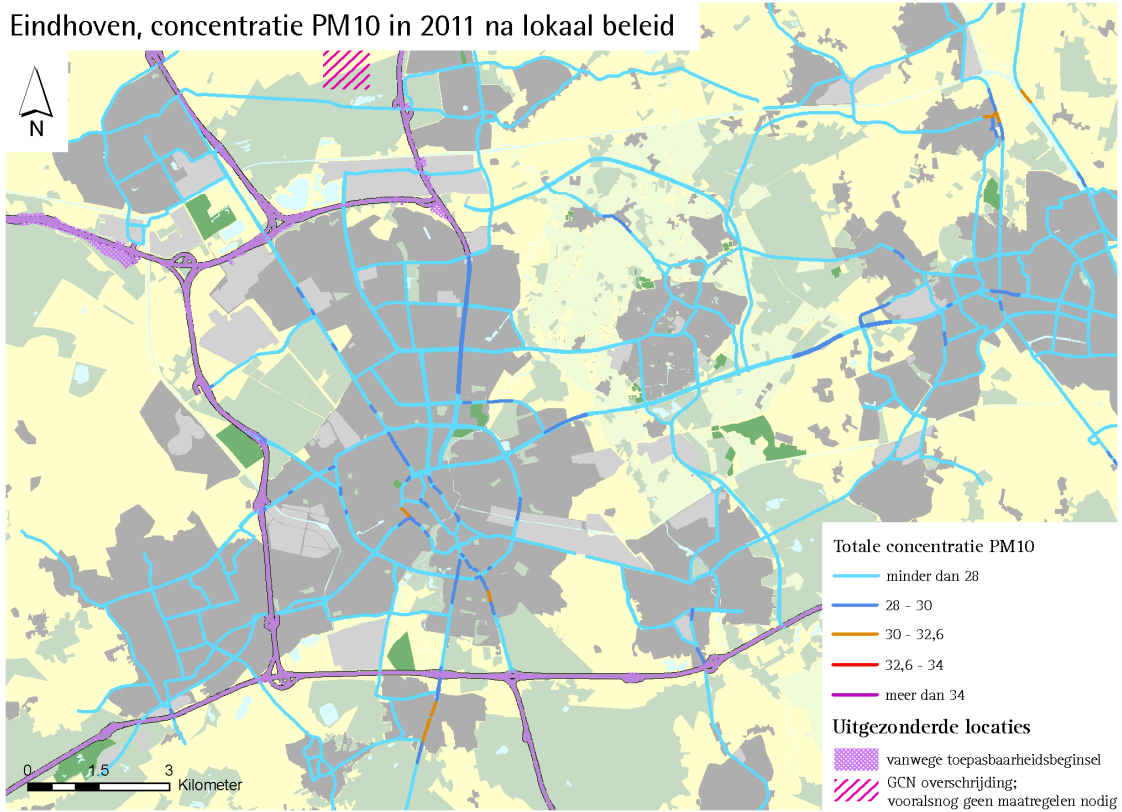 Eindhoven, concentratie PM10 in 2011 na lokaal beleid
N
Totale concentratie PM10
minder dan 28
28 - 30
30 - 32,6
32,6 - 34
meer dan 34
Uitgezonderde locaties
vanwege toepasbaarheidsbeginsel
GCN overschrijding;
vooralsnog geen maatregelen nodig
0 1.5 3
Kilometer